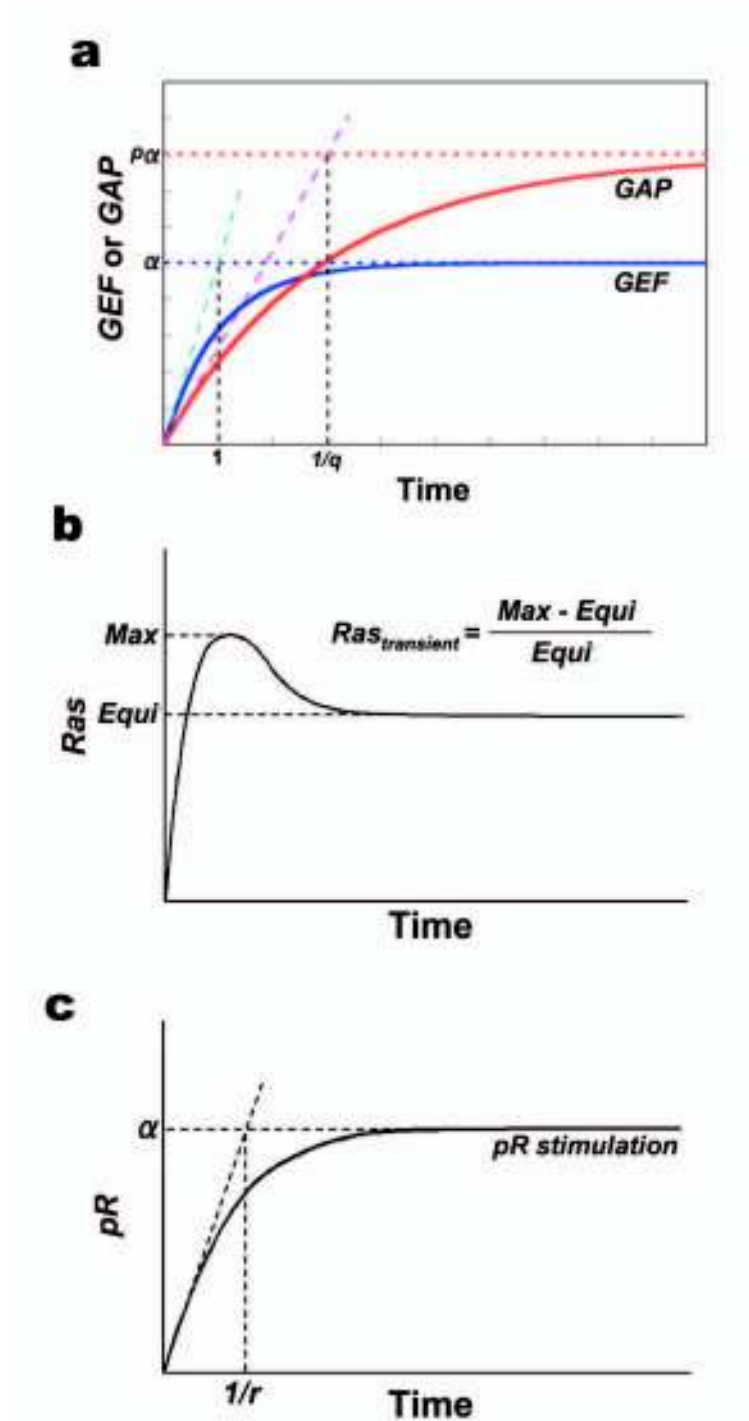 a
pα
GAP
α
GEF
GEF or GAP
1
1/q
Time
b
Max
Ras_transient = Max - Equi / Equi
Equi
Ras
Time
c
α
pR stimulation
pR
1/r
Time